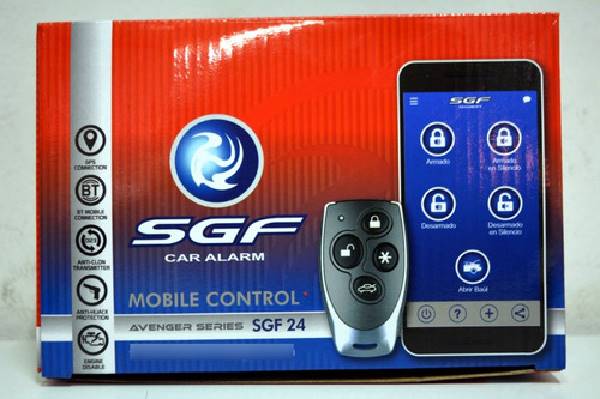 GPS
CONNECTION
BT
BT MOBILE
CONNECTION
ANTI-CLON
TRANSMITTER
ANTI-HIJACK
PROTECTION
ENGINE
DISABLE
SGF
CAR ALARM
MOBILE CONTROL
AVENGER SERIES SGF 24
SGF
Armado
Armado
en Silencio
Desarmado
Desarmado
en Silencio
Abrir Baúl